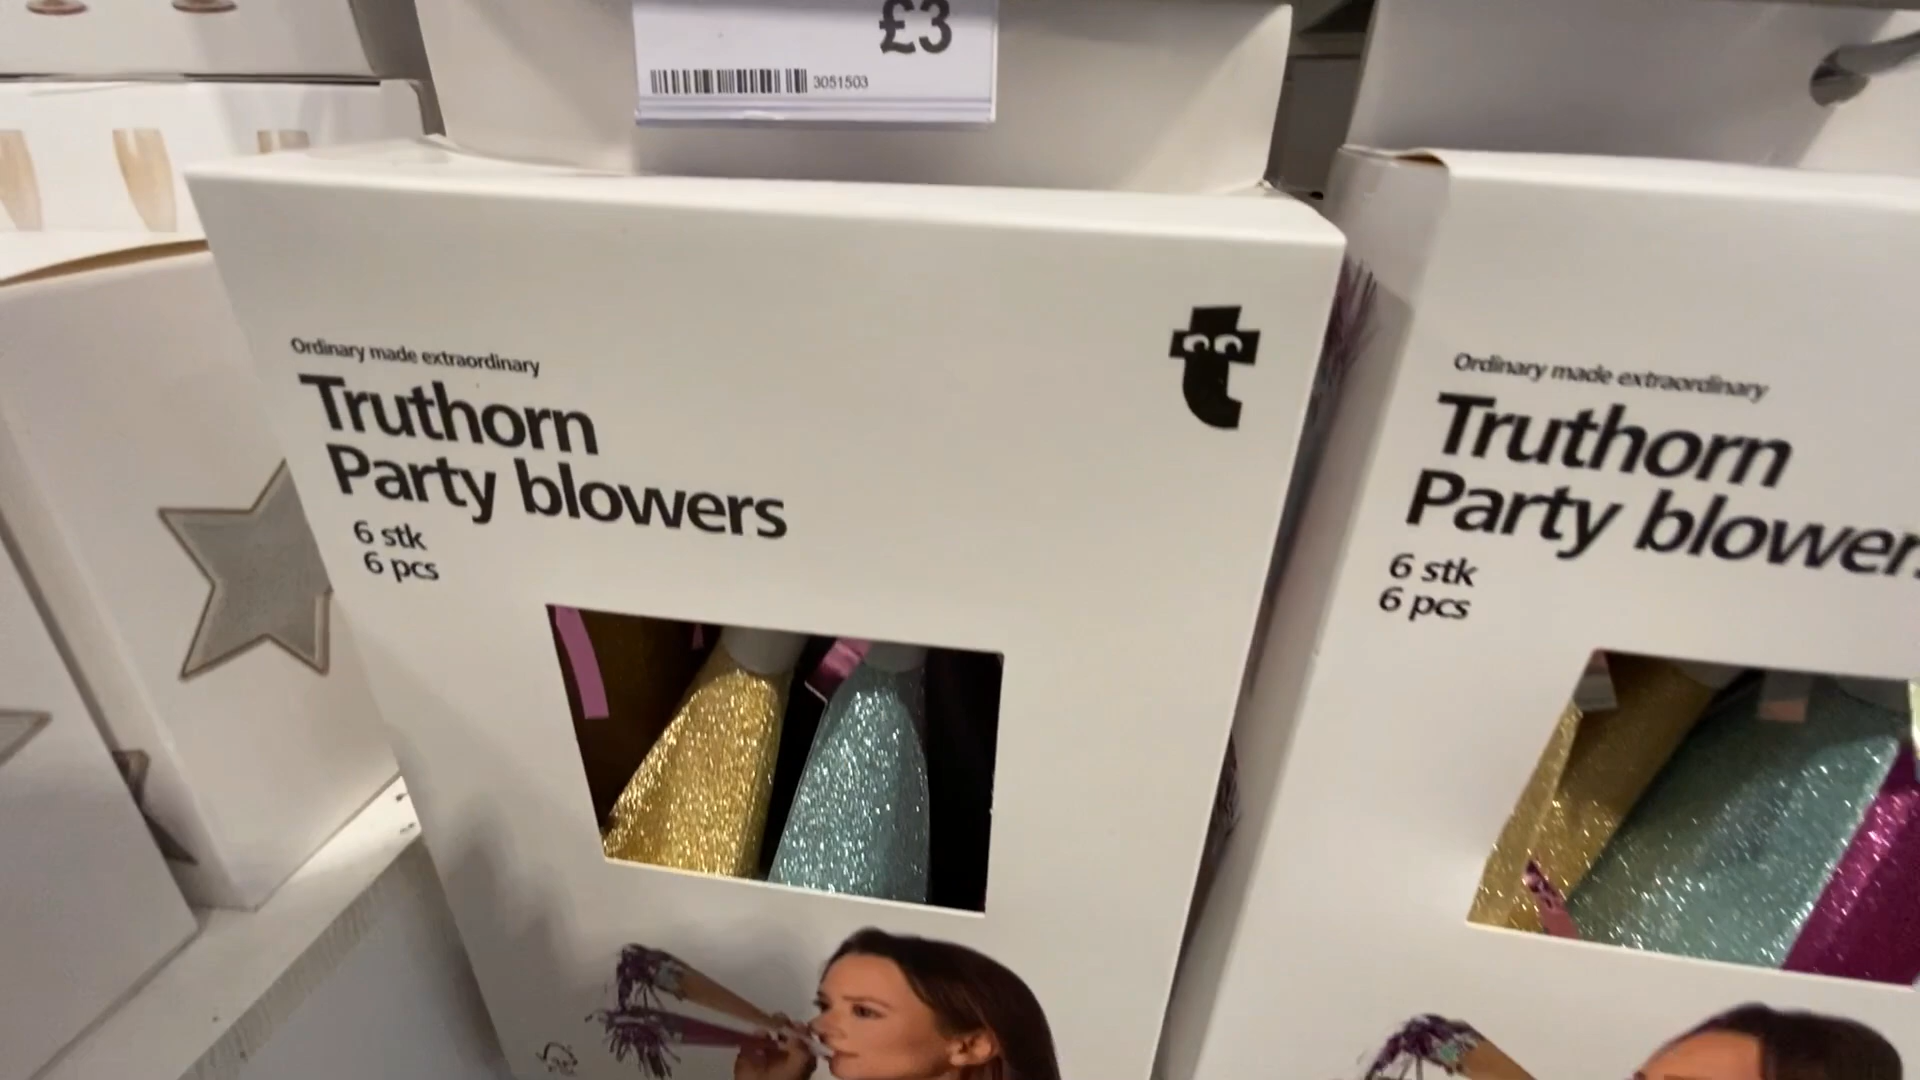 £3
3051503
Ordinary made extraordinary
Truthorn
Party blowers
6 stk
6 pcs
Ordinary made extraordinary
Truthorn
Party blower
6 stk
6 pcs